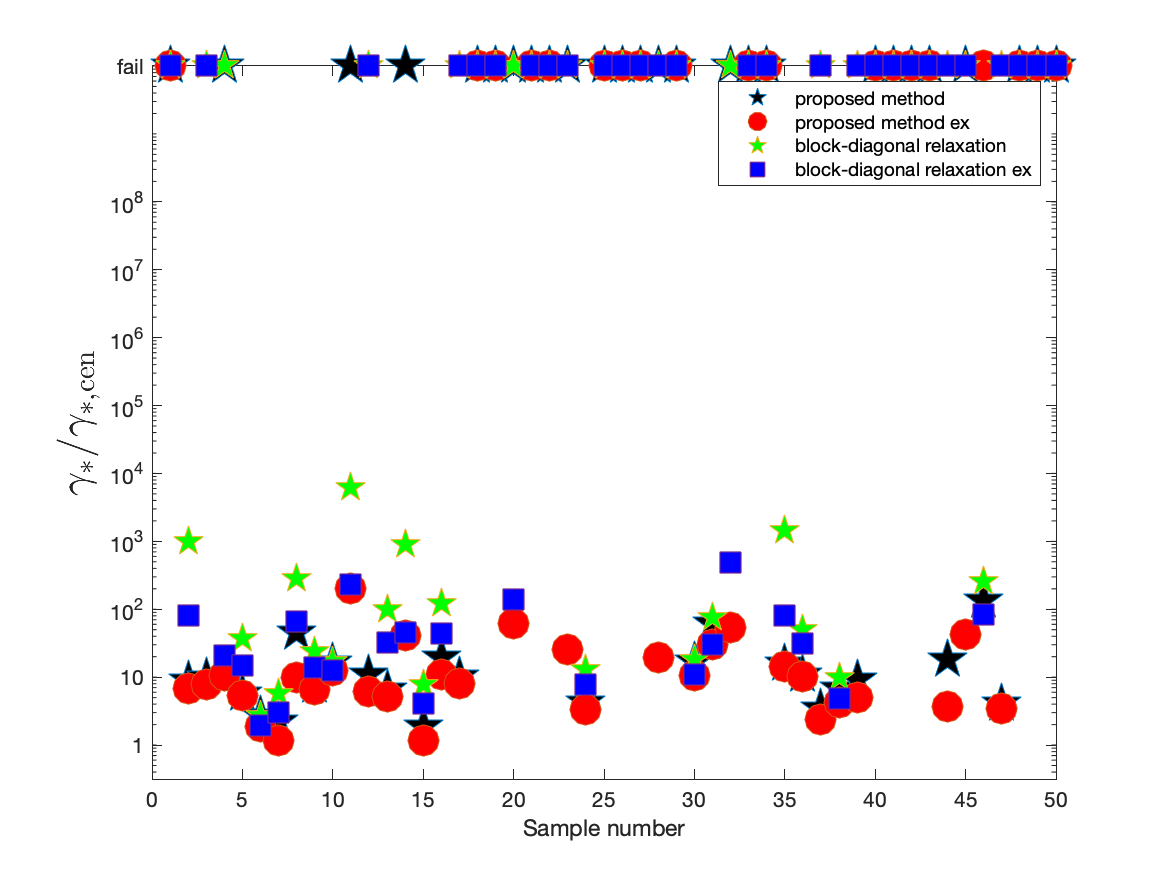 fail
proposed method
proposed method ex
block-diagonal relaxation
block-diagonal relaxation ex
10^8
10^7
10^6
10^5
10^4
10^3
10^2
10
1
γ_*/γ_{*,cen}
0 5 10 15 20 25 30 35 40 45 50
Sample number